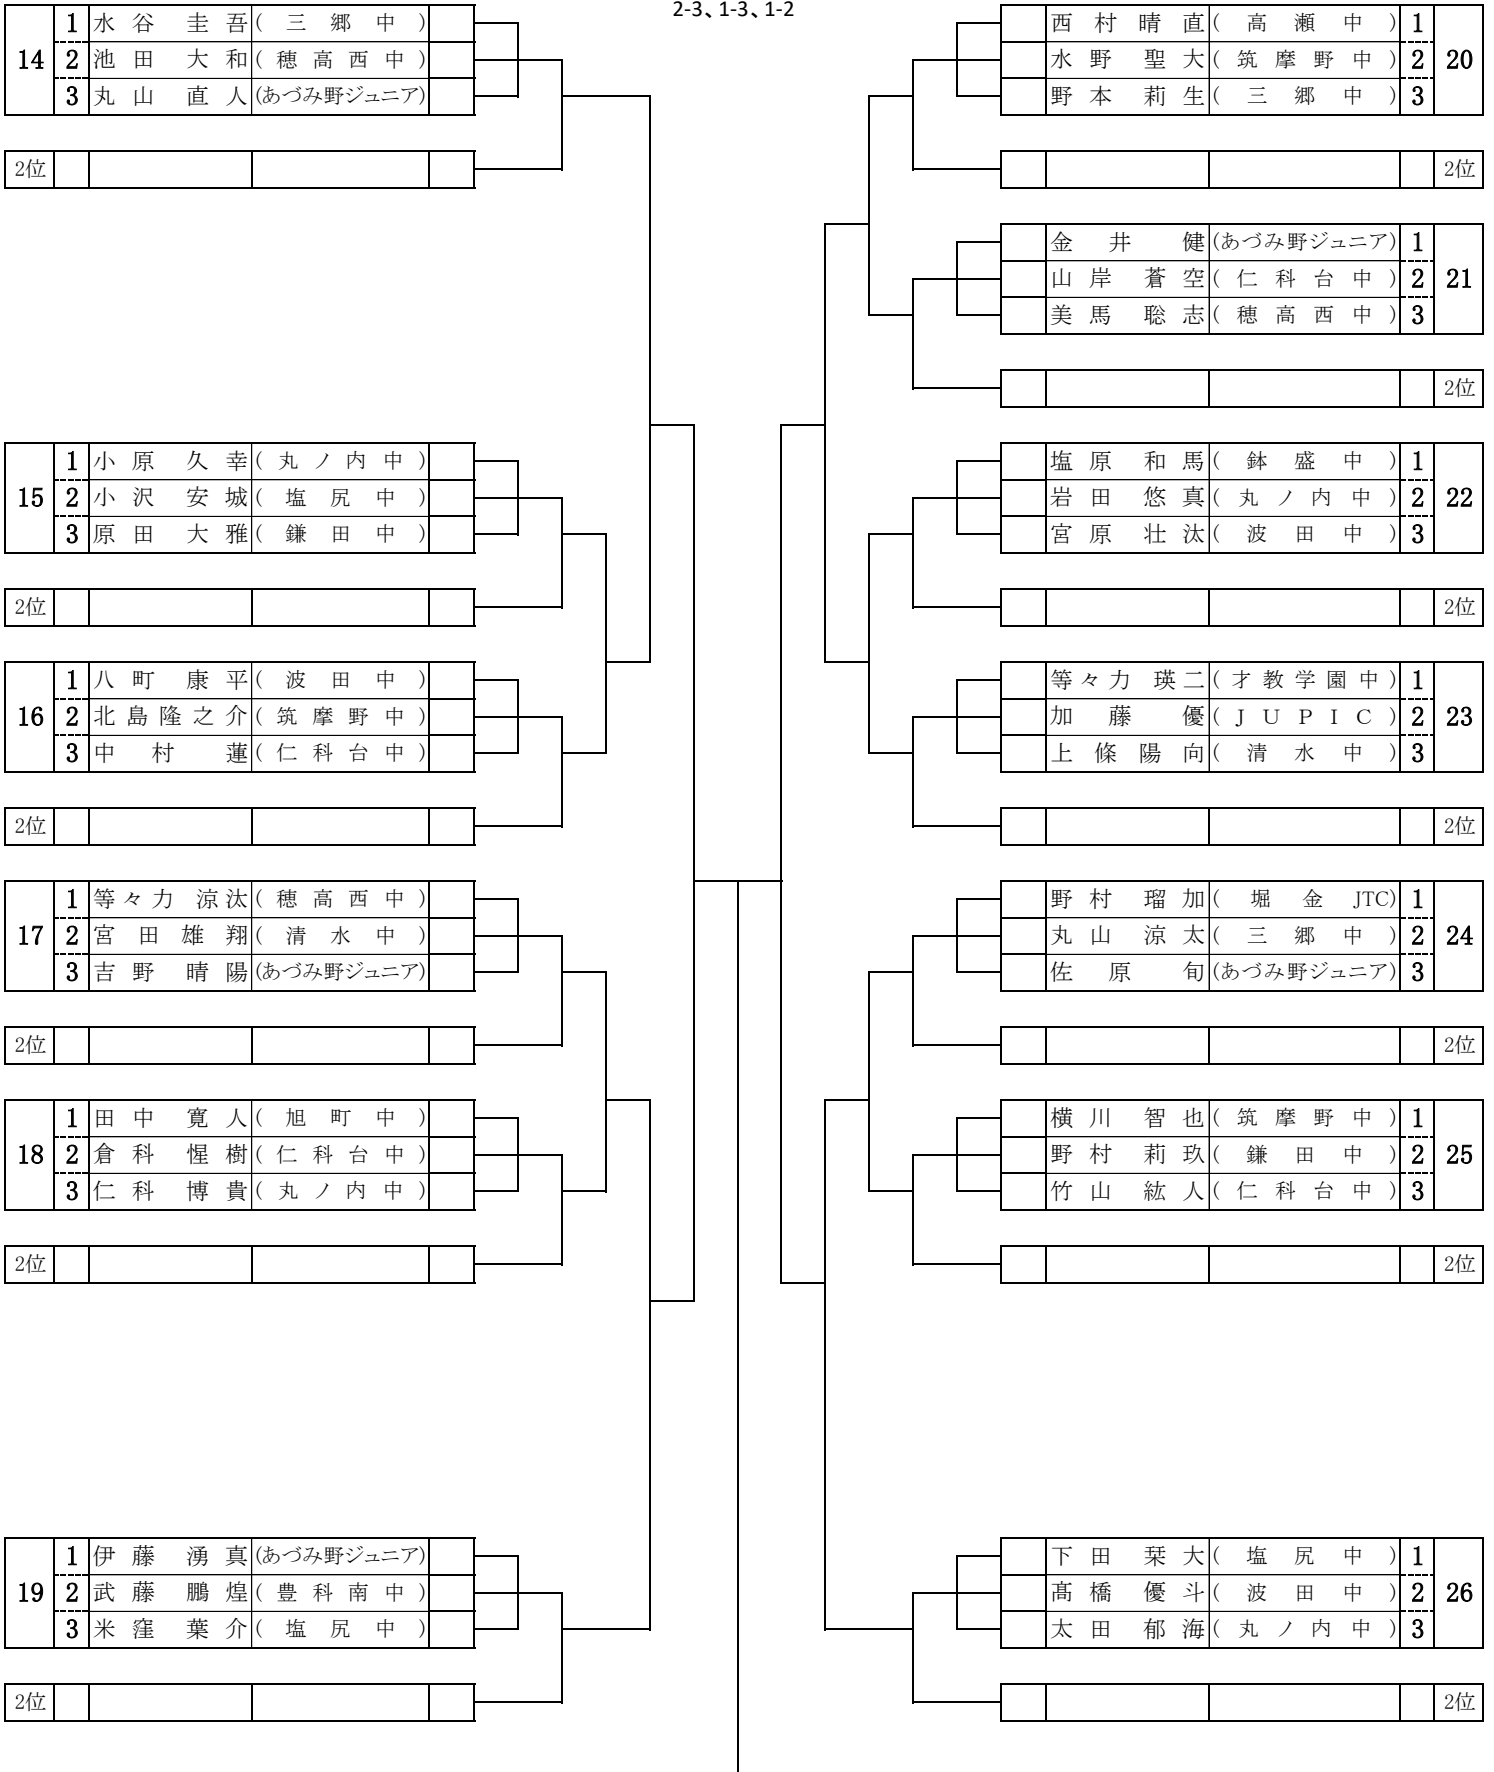 2-3、1-3、1-2
14
1 水谷 圭吾 (三郷中)
2 池田 大和 (穂高西中)
3 丸山 直人 (あづみ野ジュニア)
2位
15
1 小原 久幸 (丸ノ内中)
2 小沢 安城 (塩尻中)
3 原田 大雅 (鎌田中)
2位
16
1 八町 康平 (波田中)
2 北島隆之介 (筑摩野中)
3 中村 蓮 (仁科台中)
2位
17
1 等々力 涼汰 (穂高西中)
2 宮田雄翔 (清水中)
3 吉野 晴陽 (あづみ野ジュニア)
2位
18
1 田中 寛人 (旭町中)
2 倉科 惺樹 (仁科台中)
3 仁科 博貴 (丸ノ内中)
2位
19
1 伊藤 湧真 (あづみ野ジュニア)
2 武藤 鵬煌 (豊科南中)
3 米窪 葉介 (塩尻中)
2位
西村晴直 (高瀬中) 1
水野 聖大 (筑摩野中) 2
野本 莉生 (三郷中) 3
20
2位
金井 健 (あづみ野ジュニア) 1
山岸 蒼空 (仁科台中) 2
美馬 聡志 (穂高西中) 3
21
2位
塩原 和馬 (鉢盛中) 1
岩田 悠真 (丸ノ内中) 2
宮原 壮汰 (波田中) 3
22
2位
等々力 瑛二 (才教学園中) 1
加藤 優 (JUPIC) 2
上條陽向 (清水中) 3
23
2位
野村 瑠加 (堀金 JTC) 1
丸山 涼太 (三郷中) 2
佐原 旬 (あづみ野ジュニア) 3
24
2位
横川 智也 (筑摩野中) 1
野村 莉玖 (鎌田中) 2
竹山 紘人 (仁科台中) 3
25
2位
下田 栞大 (塩尻中) 1
髙橋 優斗 (波田中) 2
太田 郁海 (丸ノ内中) 3
26
2位